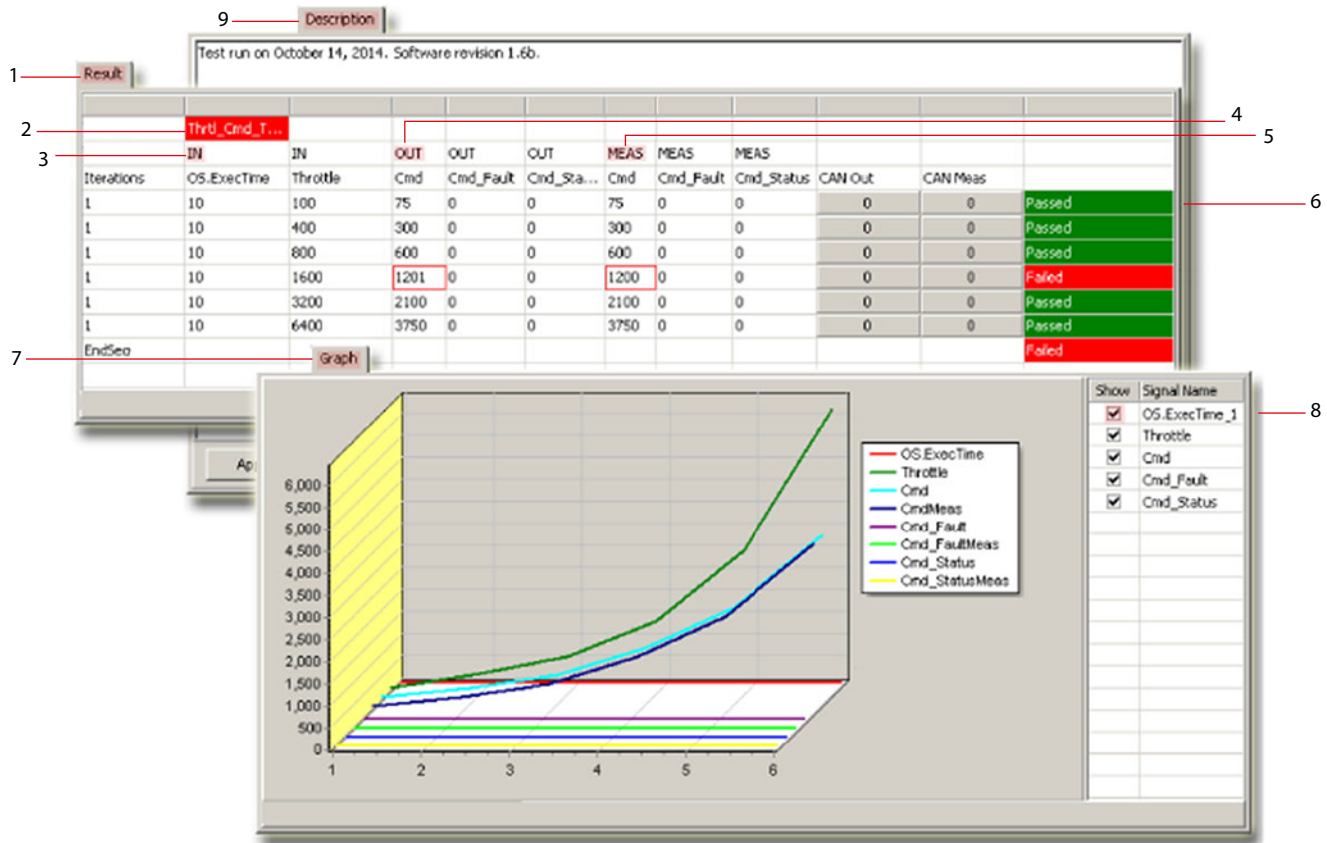 9
Description
Test run on October 14, 2014. Software revision 1.6b.
1
Result
2
Thrtl_Cmd_T...
4
3
IN IN OUT OUT OUT MEAS MEAS MEAS
5
Iterations OS.ExecTime Throttle Cmd Cmd_Fault Cmd_Sta... Cmd Cmd_Fault Cmd_Status CAN Out CAN Meas
1 10 100 75 0 0 75 0 0 0 0 Passed
6
1 10 400 300 0 0 300 0 0 0 0 Passed
1 10 800 600 0 0 600 0 0 0 0 Passed
1 10 1600 1201 0 0 1200 0 0 0 0 Failed
1 10 3200 2100 0 0 2100 0 0 0 0 Passed
1 10 6400 3750 0 0 3750 0 0 0 0 Passed
EndSeq Failed
7
Graph
Show Signal Name
OS.ExecTime_1
8
Throttle
Cmd
Cmd_Fault
Cmd_Status
OS.ExecTime
Throttle
Cmd
CmdMeas
Cmd_Fault
Cmd_FaultMeas
Cmd_Status
Cmd_StatusMeas
6,000
5,500
5,000
4,500
4,000
3,500
3,000
2,500
2,000
1,500
1,000
500
0
1 2 3 4 5 6